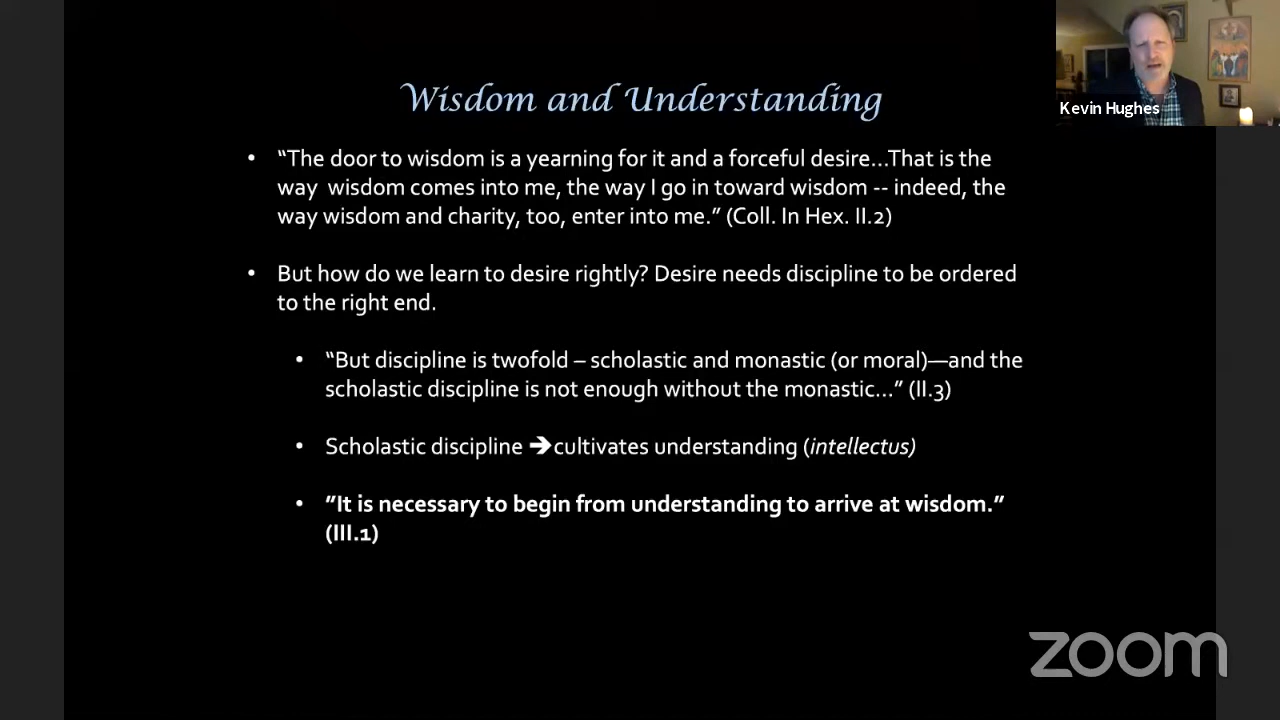 Wisdom and Understanding
Kevin Hughes
• “The door to wisdom is a yearning for it and a forceful desire…That is the
way wisdom comes into me, the way I go in toward wisdom -- indeed, the
way wisdom and charity, too, enter into me.” (Coll. In Hex. II.2)
• But how do we learn to desire rightly? Desire needs discipline to be ordered
to the right end.
• “But discipline is twofold – scholastic and monastic (or moral)—and the
scholastic discipline is not enough without the monastic…” (II.3)
• Scholastic discipline ➔cultivates understanding (intellectus)
• ”It is necessary to begin from understanding to arrive at wisdom.”
(III.1)
zoom